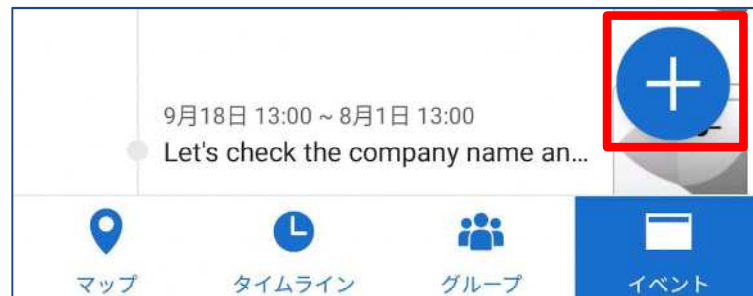 9月18日 13:00 ~ 8月1日 13:00
Let's check the company name an...
マップ
タイムライン
グループ
イベント